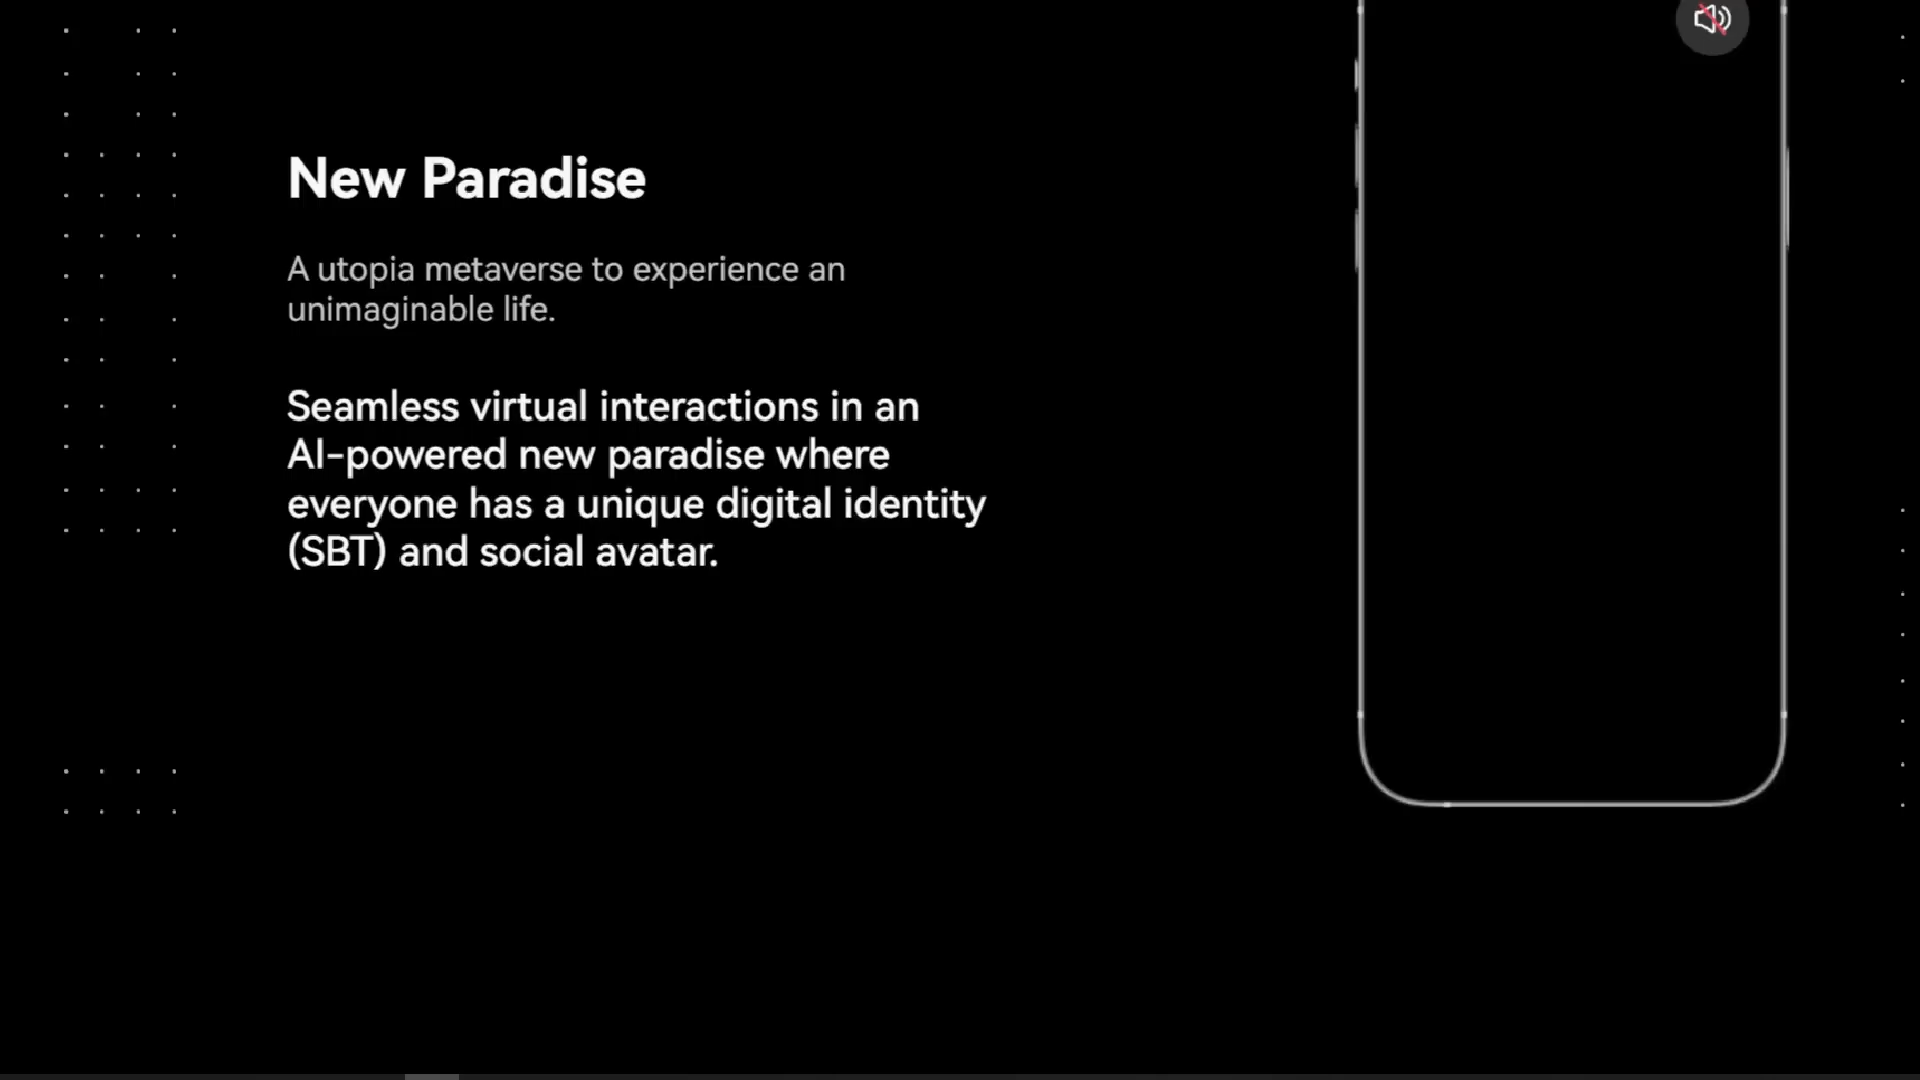 New Paradise
A utopia metaverse to experience an
unimaginable life.
Seamless virtual interactions in an
AI-powered new paradise where
everyone has a unique digital identity
(SBT) and social avatar.